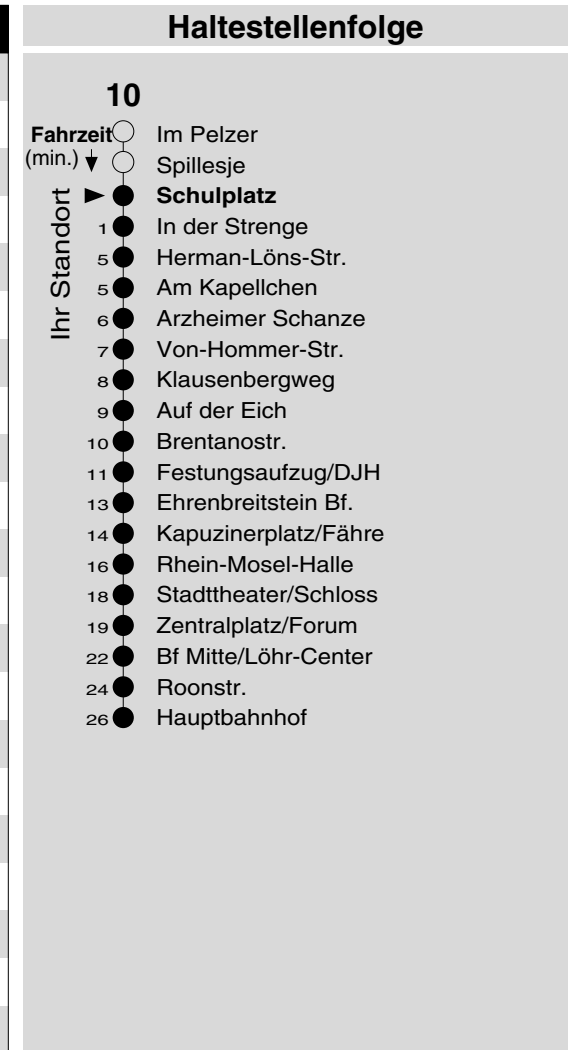 Haltestellenfolge
10
Fahrzeit
(min.)
Ihr Standort
Im Pelzer
Spillesje
Schulplatz
1 In der Strenge
5 Herman-Löns-Str.
5 Am Kapellchen
6 Arzheimer Schanze
7 Von-Hommer-Str.
8 Klausenbergweg
9 Auf der Eich
10 Brentanostr.
11 Festungsaufzug/DJH
13 Ehrenbreitstein Bf.
14 Kapuzinerplatz/Fähre
16 Rhein-Mosel-Halle
18 Stadttheater/Schloss
19 Zentralplatz/Forum
22 Bf Mitte/Löhr-Center
24 Roonstr.
26 Hauptbahnhof